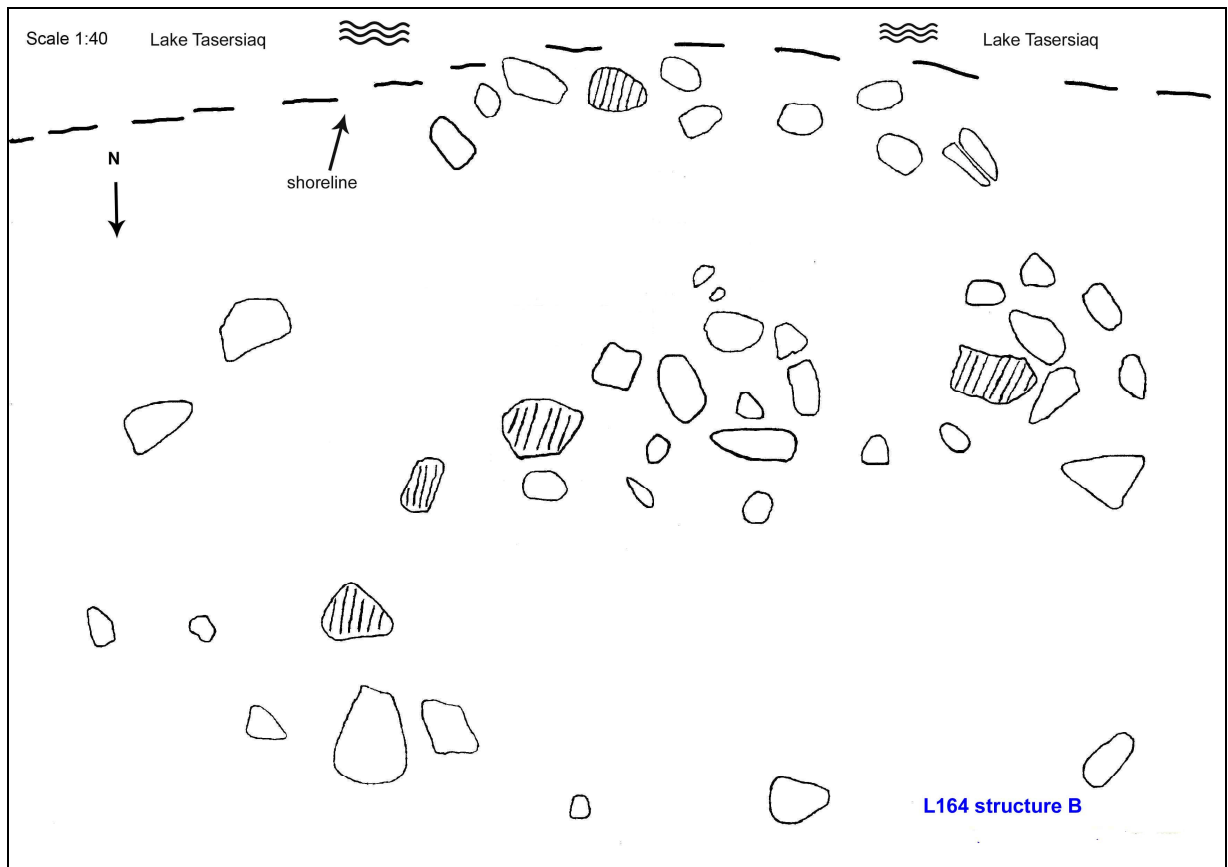 Scale 1:40
Lake Tasersiaq
Lake Tasersiaq
N
shoreline
L164 structure B